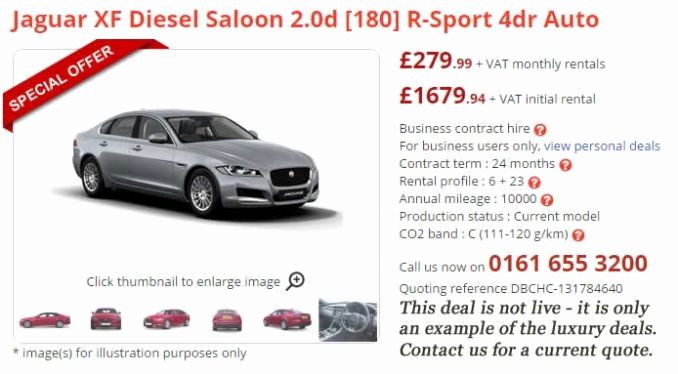 Jaguar XF Diesel Saloon 2.0d [180] R-Sport 4dr Auto
SPECIAL OFFER
£279.99 + VAT monthly rentals
£1679.94 + VAT initial rental
Business contract hire ?
For business users only, view personal deals
Contract term : 24 months ?
Rental profile : 6 + 23 ?
Annual mileage : 10000 ?
Production status : Current model
CO2 band : C (111-120 g/km) ?
Call us now on 0161 655 3200
Quoting reference DBCHC-131784640
This deal is not live - it is only
an example of the luxury deals.
Contact us for a current quote.
JAGUAR
Click thumbnail to enlarge image
* image(s) for illustration purposes only